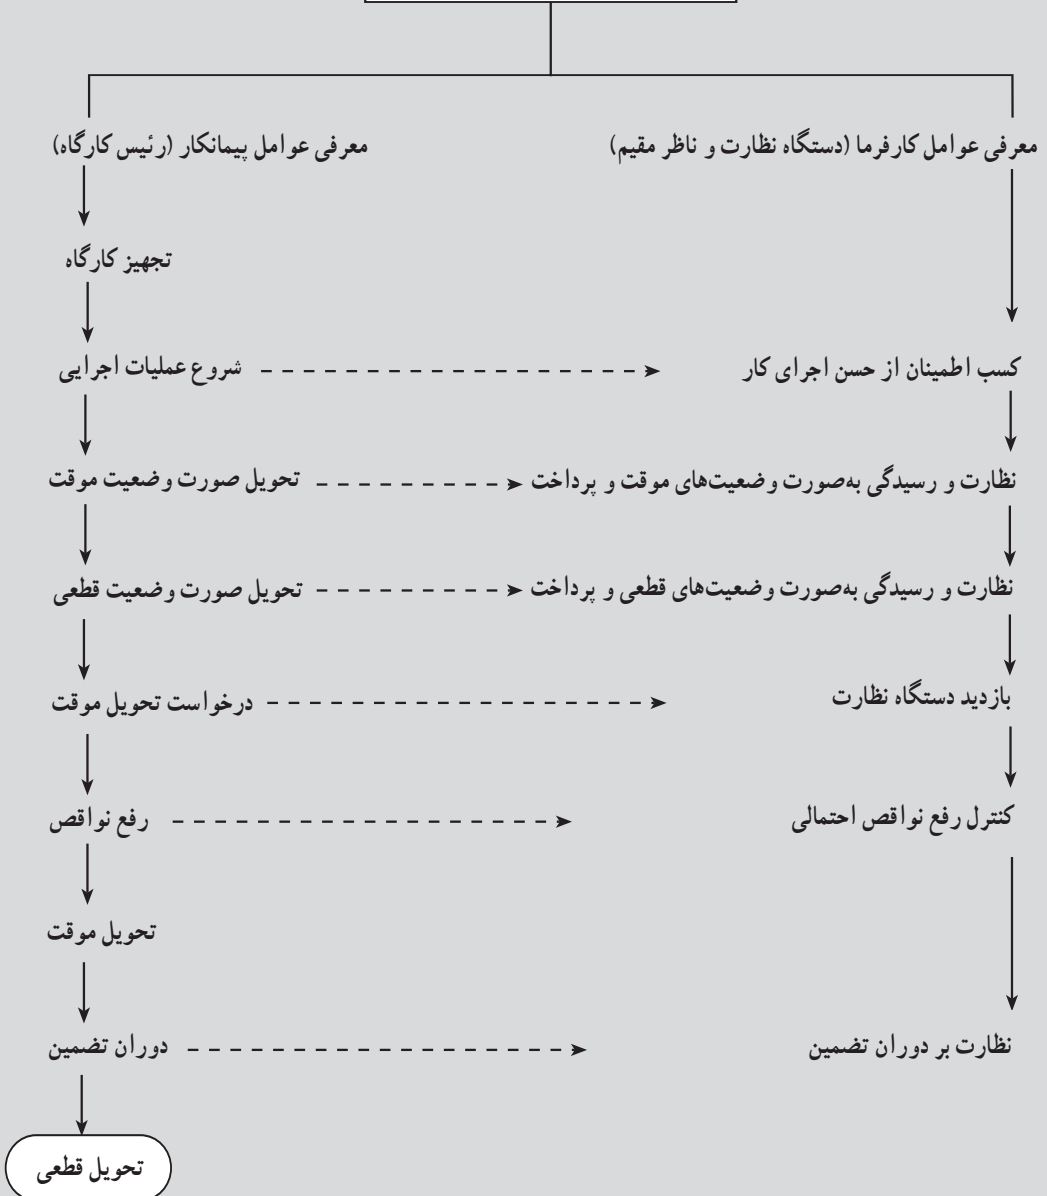 معرفی عوامل کارفرما (دستگاه نظارت و ناظر مقیم)
معرفی عوامل پیمانکار (رئیس کارگاه)
تجهیز کارگاه
کسب اطمینان از حسن اجرای کار
شروع عملیات اجرایی
نظارت و رسیدگی به‌صورت وضعیت‌های موقت و پرداخت
تحویل صورت وضعیت موقت
نظارت و رسیدگی به‌صورت وضعیت‌های قطعی و پرداخت
تحویل صورت وضعیت قطعی
بازدید دستگاه نظارت
درخواست تحویل موقت
کنترل رفع نواقص احتمالی
رفع نواقص
تحویل موقت
نظارت بر دوران تضمین
دوران تضمین
تحویل قطعی